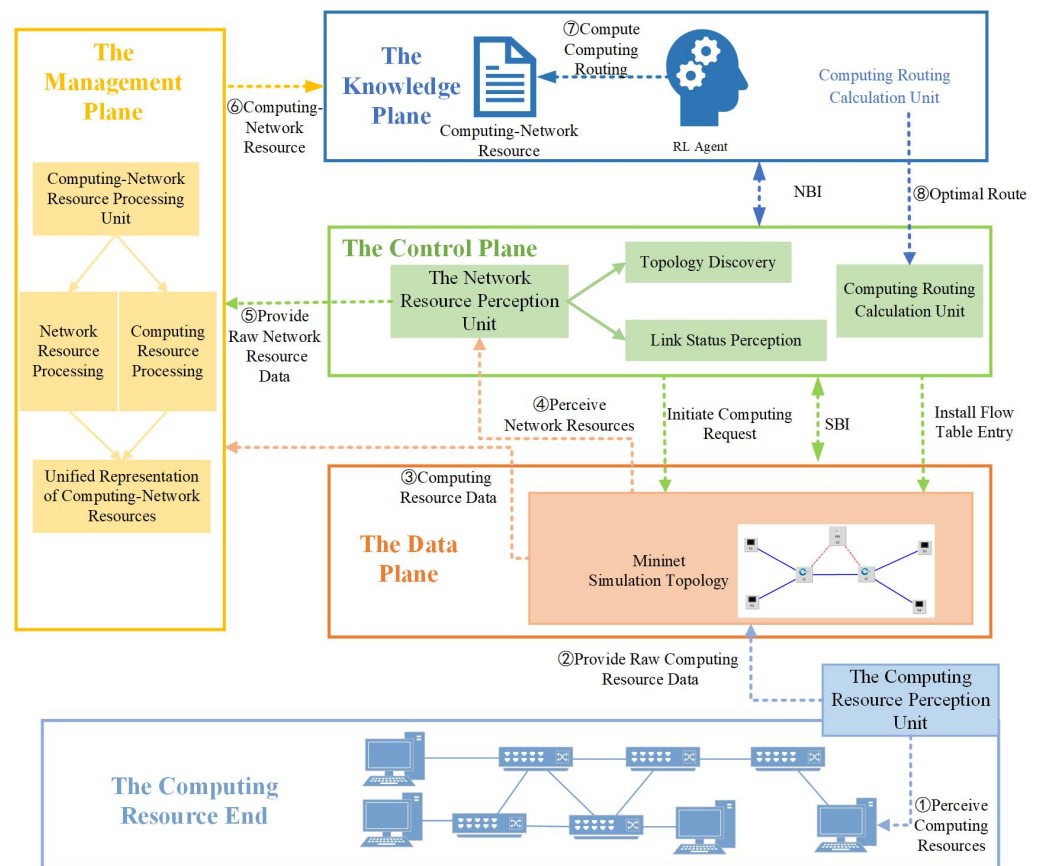 The
Management
Plane
Computing-Network
Resource Processing
Unit
Network
Resource
Processing
Computing
Resource
Processing
Unified Representation
of Computing-Network
Resources
⑥Computing-
Network
Resource
The
Knowledge
Plane
Computing-Network
Resource
⑦Compute
Computing
Routing
RL Agent
Computing Routing
Calculation Unit
NBI
⑧Optimal Route
The Control Plane
The Network
Resource Perception
Unit
Topology Discovery
Link Status Perception
Computing Routing
Calculation Unit
⑤Provide
Raw Network
Resource
Data
④Perceive
Network Resources
Initiate Computing
Request
SBI
Install Flow
Table Entry
③Computing
Resource Data
The Data
Plane
Mininet
Simulation Topology
②Provide Raw Computing
Resource Data
The Computing
Resource Perception
Unit
The Computing
Resource End
①Perceive
Computing
Resources